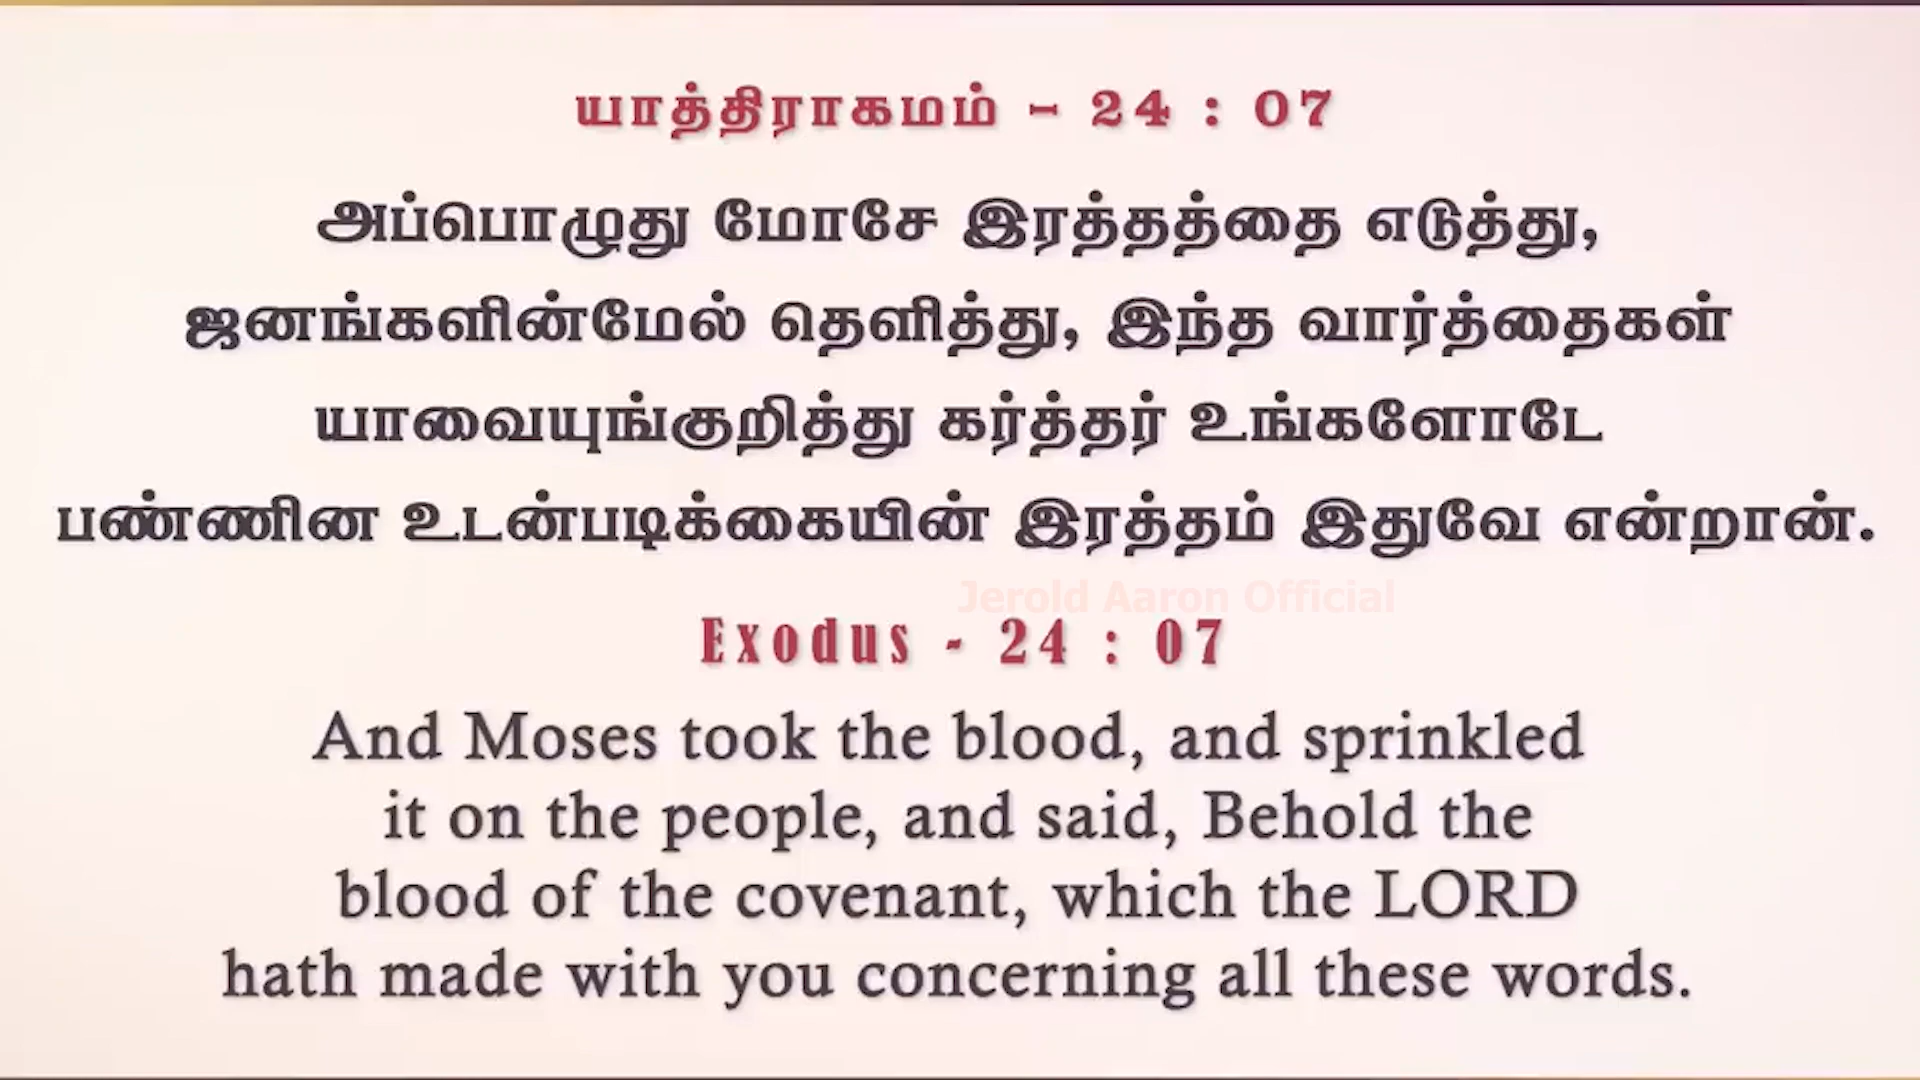 யாத்திராகமம் - 24 : 07
அப்பொழுது மோசே இரத்தத்தை எடுத்து,
ஜனங்களின்மேல் தெளித்து, இந்த வார்த்தைகள்
யாவையுங்குறித்து கர்த்தர் உங்களோடே
பண்ணின உடன்படிக்கையின் இரத்தம் இதுவே என்றான்.
Jerold Aaron Official
Exodus - 24 : 07
And Moses took the blood, and sprinkled
it on the people, and said, Behold the
blood of the covenant, which the LORD
hath made with you concerning all these words.